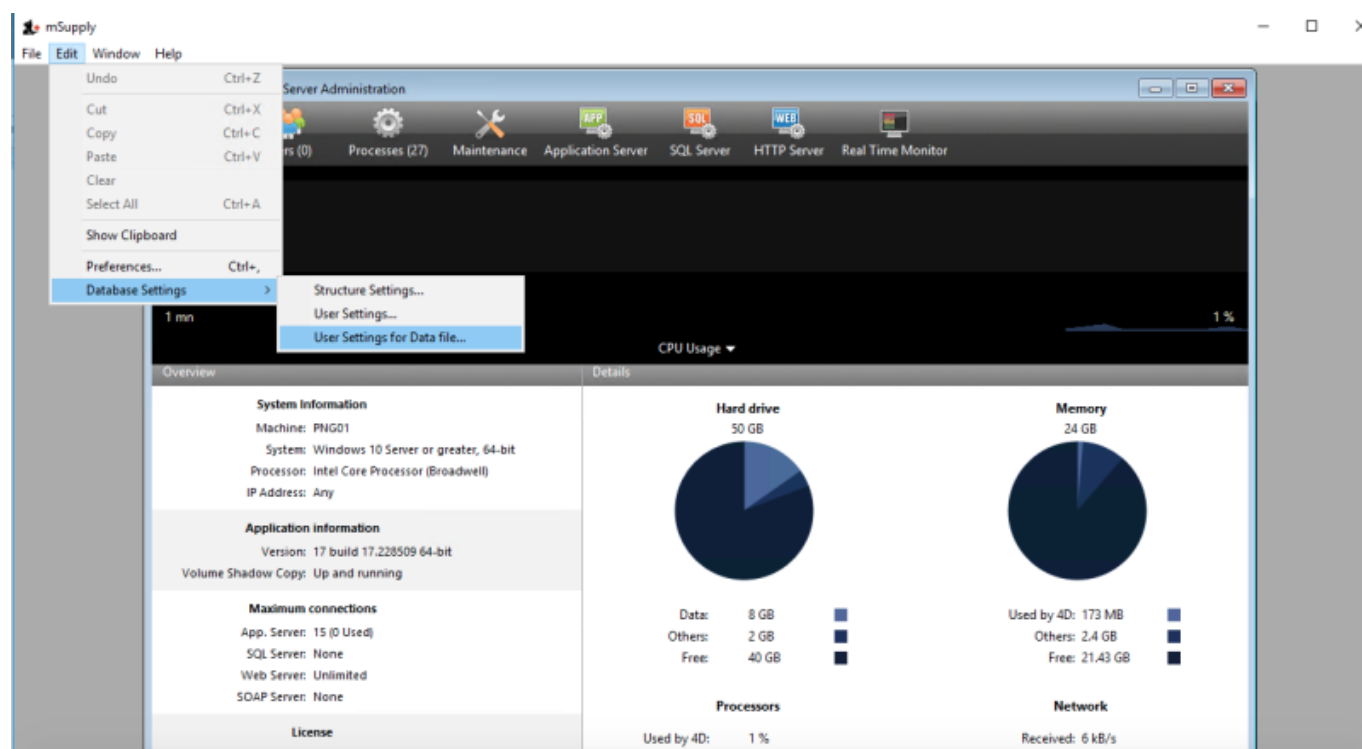 mSupply
File Edit Window Help
Undo Ctrl+Z
Cut Ctrl+X
Copy Ctrl+C
Paste Ctrl+V
Clear
Select All Ctrl+A
Show Clipboard
Preferences... Ctrl+,
Database Settings >
Structure Settings...
User Settings...
User Settings for Data file...
Server Administration
rs (0) Processes (27) Maintenance Application Server SQL Server HTTP Server Real Time Monitor
APP SQL WEB
1 mn 1 %
CPU Usage
Overview Details
System Information
Machine: PNG01
System: Windows 10 Server or greater, 64-bit
Processor: Intel Core Processor (Broadwell)
IP Address: Any
Application information
Version: 17 build 17.228509 64-bit
Volume Shadow Copy: Up and running
Maximum connections
App. Server: 15 (0 Used)
SQL Server: None
Web Server: Unlimited
SOAP Server: None
License
Hard drive
50 GB
Data: 8 GB
Others: 2 GB
Free: 40 GB
Memory
24 GB
Used by 4D: 173 MB
Others: 2.4 GB
Free: 21.43 GB
Processors
Used by 4D: 1 %
Network
Received: 6 kB/s